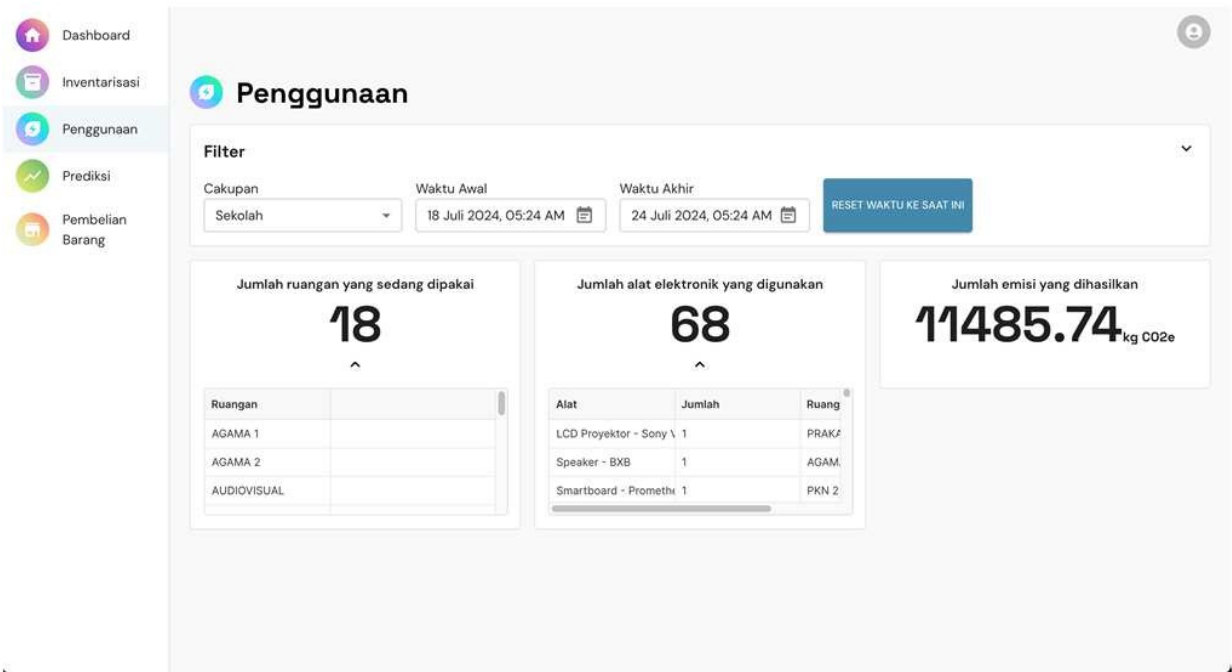 Dashboard
Inventarisasi
Penggunaan
Prediksi
Pembelian
Barang
Penggunaan
Filter
Cakupan
Sekolah
Waktu Awal
18 Juli 2024, 05:24 AM
Waktu Akhir
24 Juli 2024, 05:24 AM
RESET WAKTU KE SAAT INI
Jumlah ruangan yang sedang dipakai
18
Ruangan
AGAMA 1
AGAMA 2
AUDIOVISUAL
Jumlah alat elektronik yang digunakan
68
Alat Jumlah Ruang
LCD Proyektor - Sony 1 PRAKA
Speaker - BXB 1 AGAM
Smartboard - Prometh 1 PKN 2
Jumlah emisi yang dihasilkan
11485.74 kg CO2e